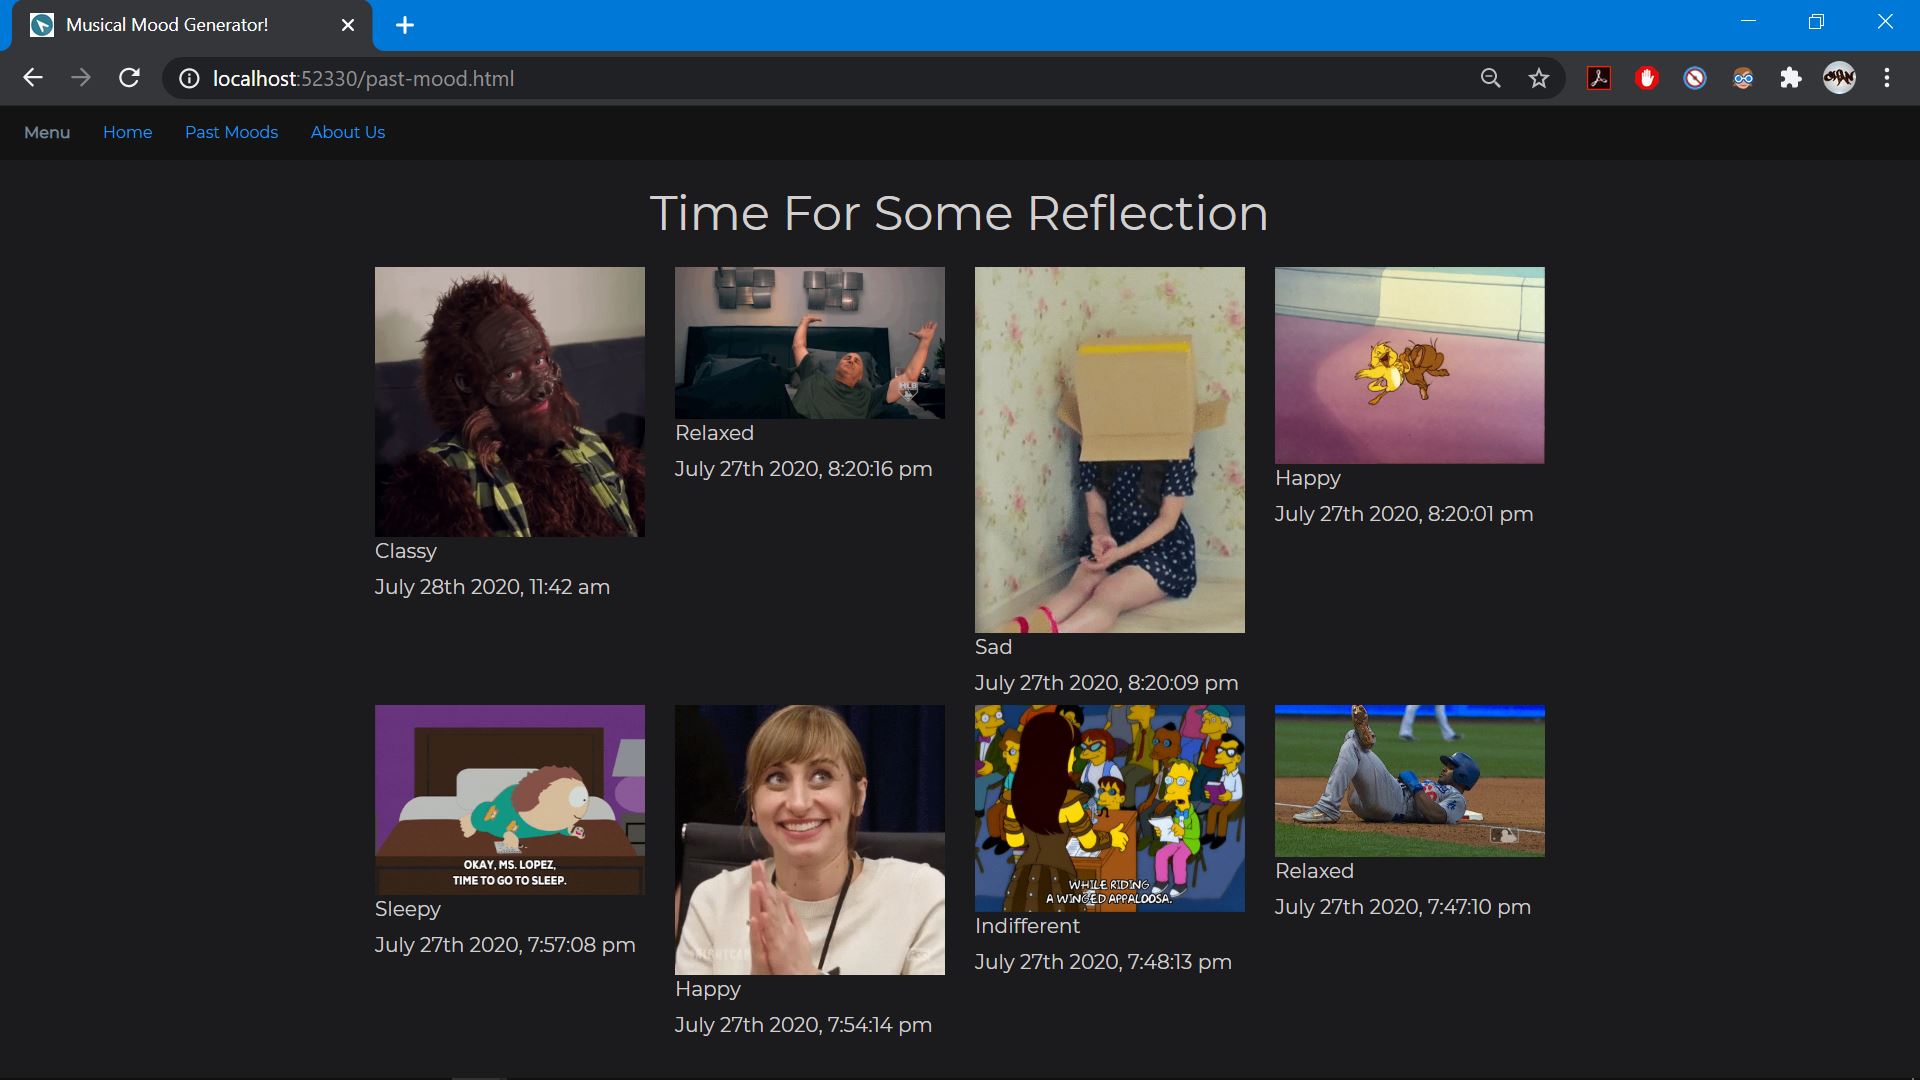 Musical Mood Generator!
localhost:52330/past-mood.html
Menu Home Past Moods About Us
Time For Some Reflection
Classy
July 28th 2020, 11:42 am
MLB
Relaxed
July 27th 2020, 8:20:16 pm
Sad
July 27th 2020, 8:20:09 pm
Happy
July 27th 2020, 8:20:01 pm
OKAY, MS. LOPEZ,
TIME TO GO TO SLEEP.
Sleepy
July 27th 2020, 7:57:08 pm
Happy
July 27th 2020, 7:54:14 pm
WHILE RIDING
A WINGED APPALOOSA.
Indifferent
July 27th 2020, 7:48:13 pm
Relaxed
July 27th 2020, 7:47:10 pm